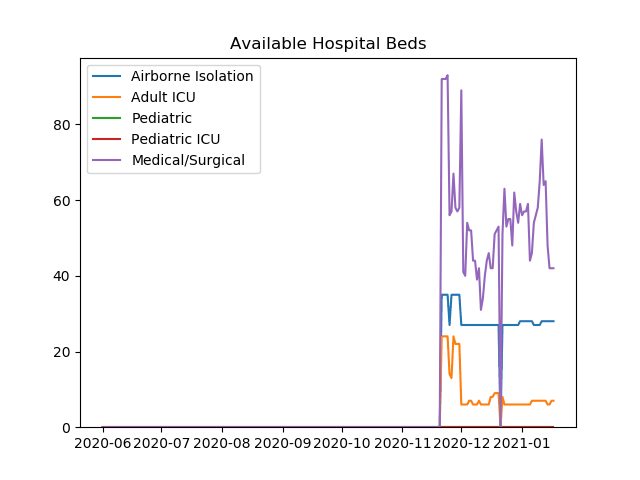 Available Hospital Beds
Airborne Isolation
Adult ICU
Pediatric
Pediatric ICU
Medical/Surgical
80
60
40
20
0
2020-06 2020-07 2020-08 2020-09 2020-10 2020-11 2020-12 2021-01